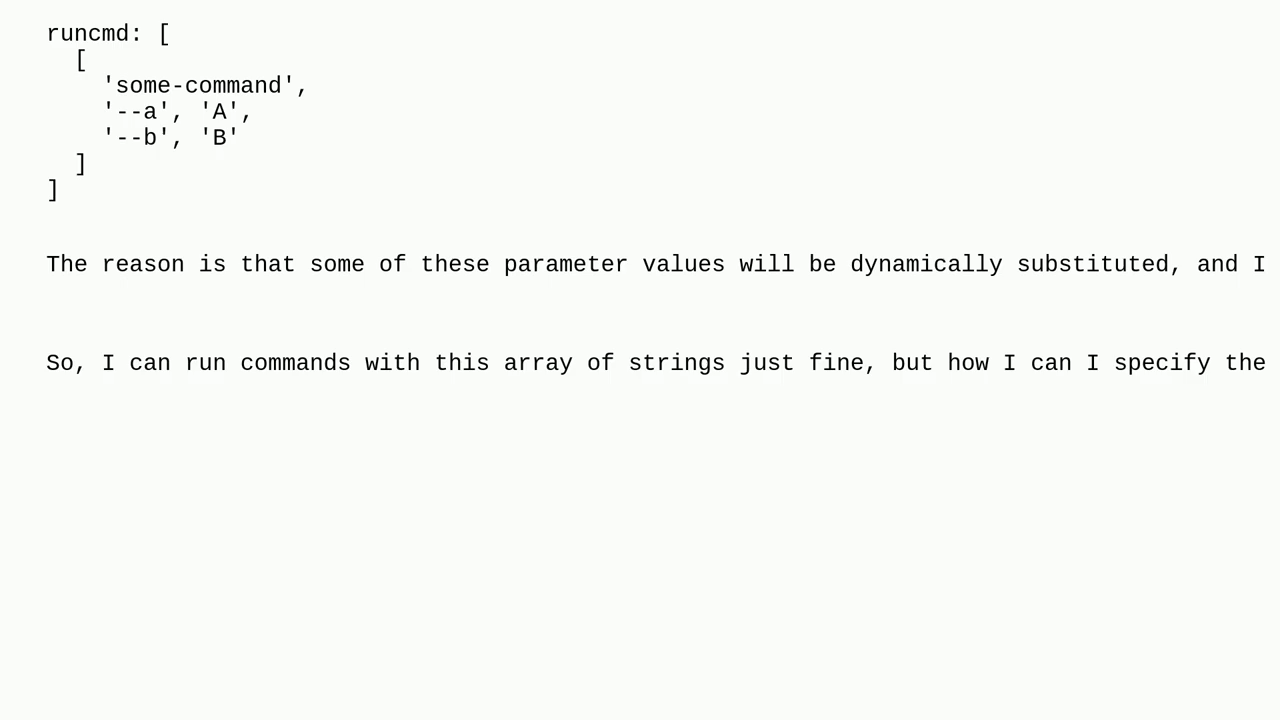 runcmd: [
  [
    'some-command',
    '--a', 'A',
    '--b', 'B'
  ]
]
The reason is that some of these parameter values will be dynamically substituted, and I
So, I can run commands with this array of strings just fine, but how I can I specify the